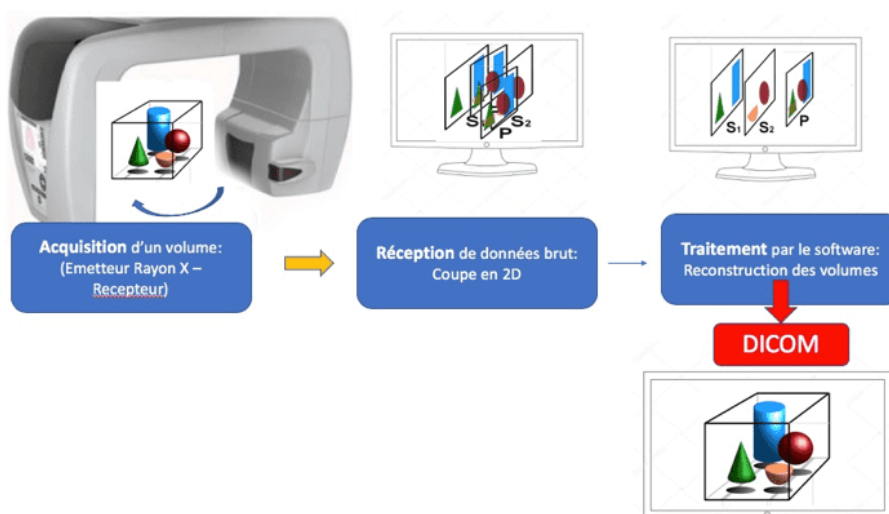 S₁ S₂
P
S₁ S₂ P
Acquisition d'un volume:
(Emetteur Rayon X –
Recepteur)
Réception de données brut:
Coupe en 2D
Traitement par le software:
Reconstruction des volumes
DICOM